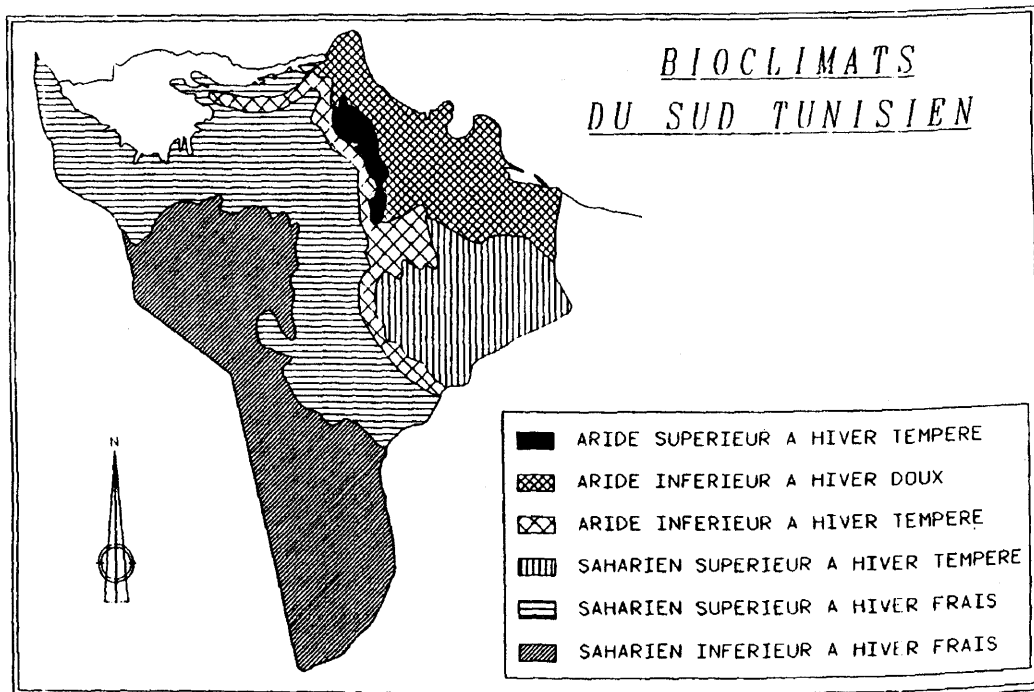 BIOCLIMATS
DU SUD TUNISIEN
N
ARIDE SUPERIEUR A HIVER TEMPERE
ARIDE INFERIEUR A HIVER DOUX
ARIDE INFERIEUR A HIVER TEMPERE
SAHARIEN SUPERIEUR A HIVER TEMPERE
SAHARIEN SUPERIEUR A HIVER FRAIS
SAHARIEN INFERIEUR A HIVER FRAIS